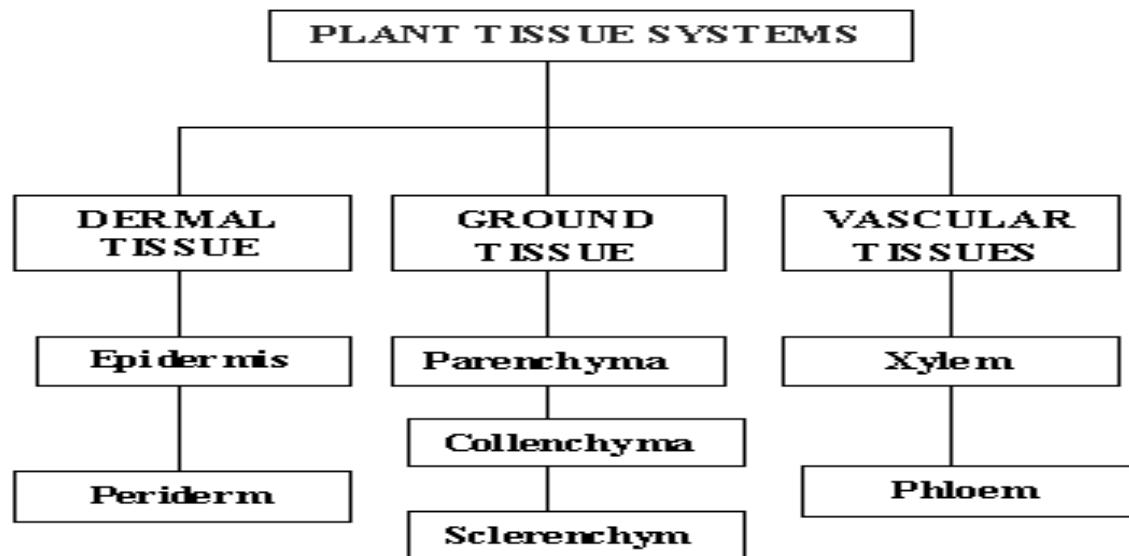 PLANT TISSUE SYSTEMS
DERMAL
TISSUE
GROUND
TISSUE
VASCULAR
TISSUES
Epidermis
Parenchyma
Xylem
Collenchyma
Periderm
Phloem
Sclerenchym